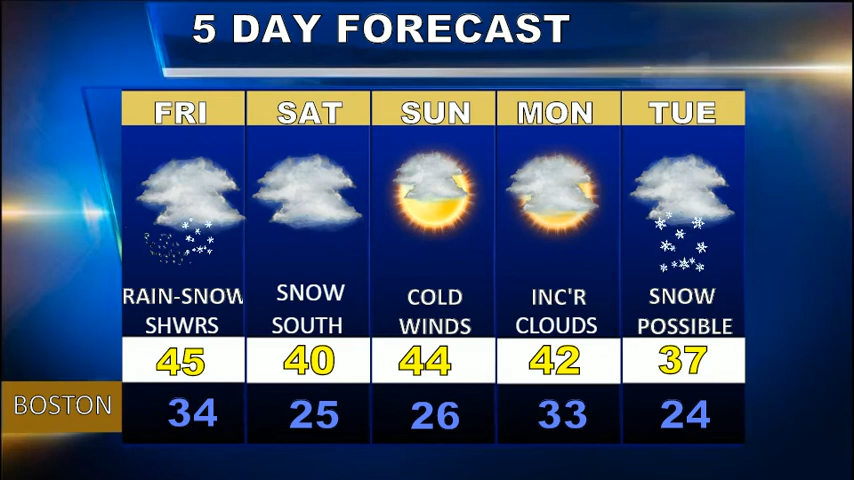 5 DAY FORECAST
FRI SAT SUN MON TUE
RAIN-SNOW SNOW COLD INC'R SNOW
SHWRS SOUTH WINDS CLOUDS POSSIBLE
45 40 44 42 37
BOSTON 34 25 26 33 24